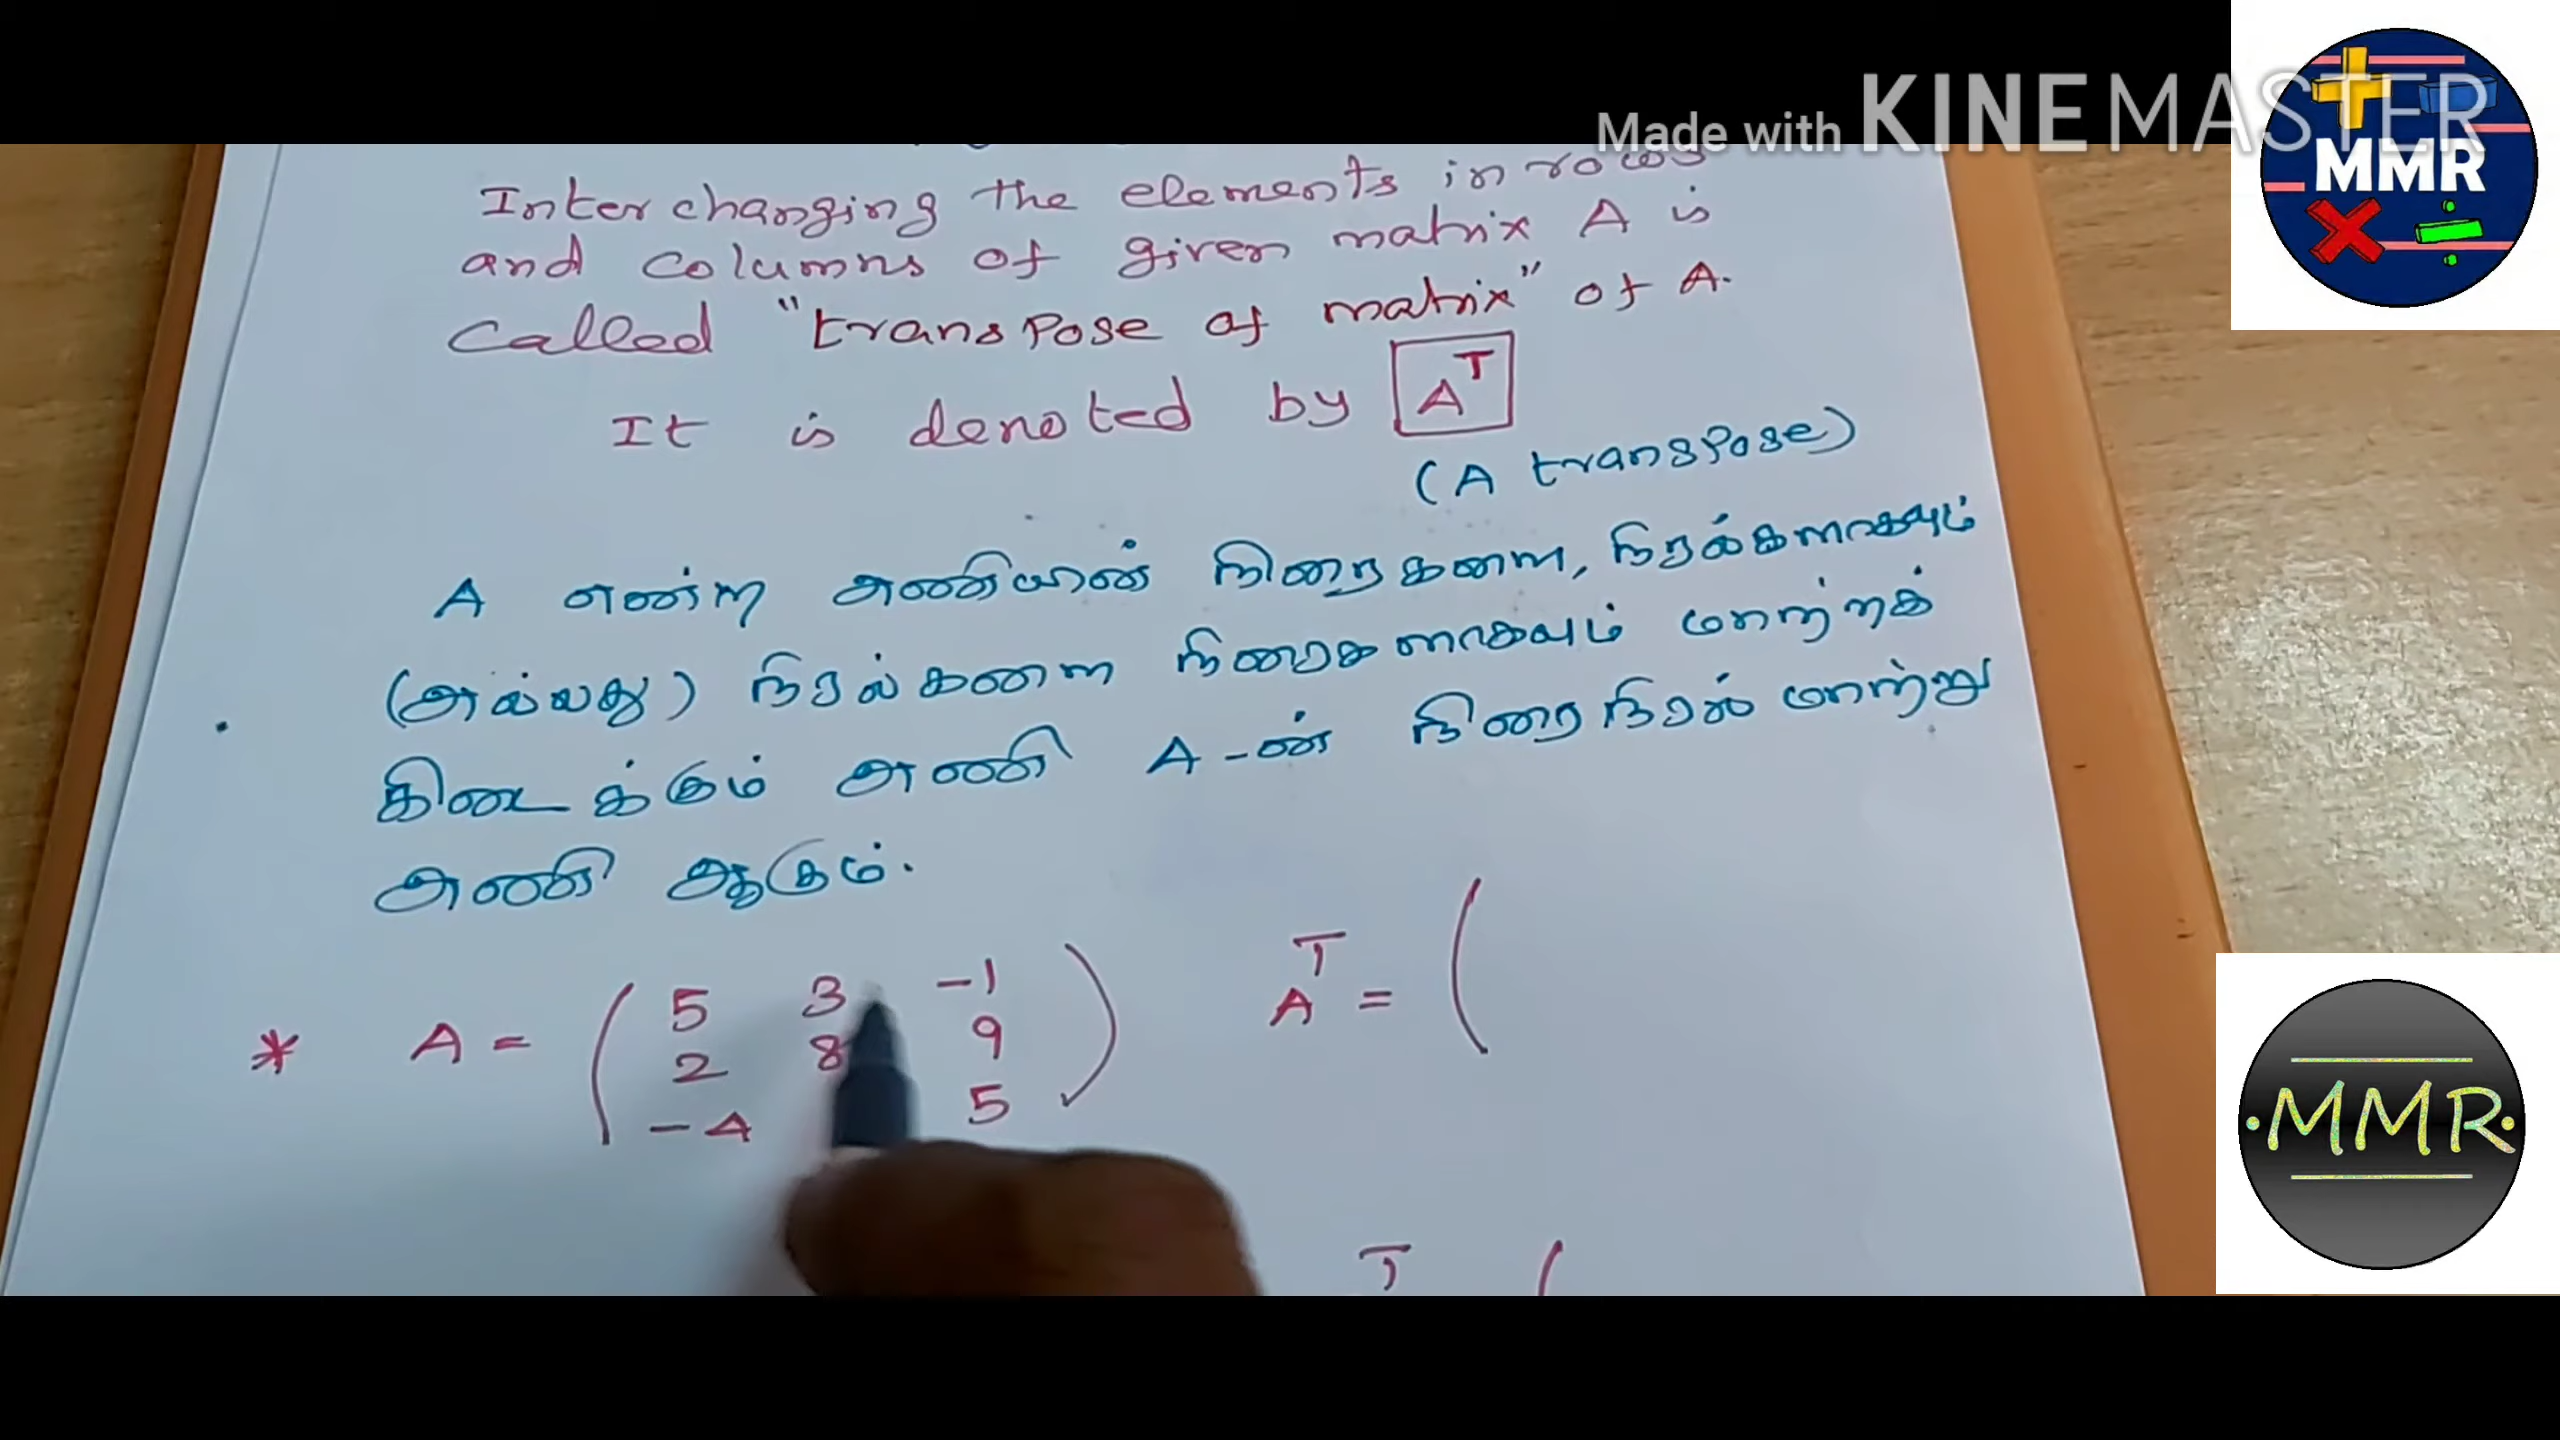 Made with KINEMASTER
MMR
Interchanging the elements in rows
and columns of given matrix A is
called "transpose of matrix" of A.
It is denoted by A^T
(A transpose)
A என்ற அணியின் நிறைகளை, நிரல்களாகவும்
(அல்லது) நிரல்களை நிறைகளாகவும் மாற்றக்
கிடைக்கும் அணி A-ன் நிறைநிரல் மாற்று
அணி ஆகும்.
* A = ( 5 3 -1 ) A^T = (
2 8 9
-4 5
T (
MMR